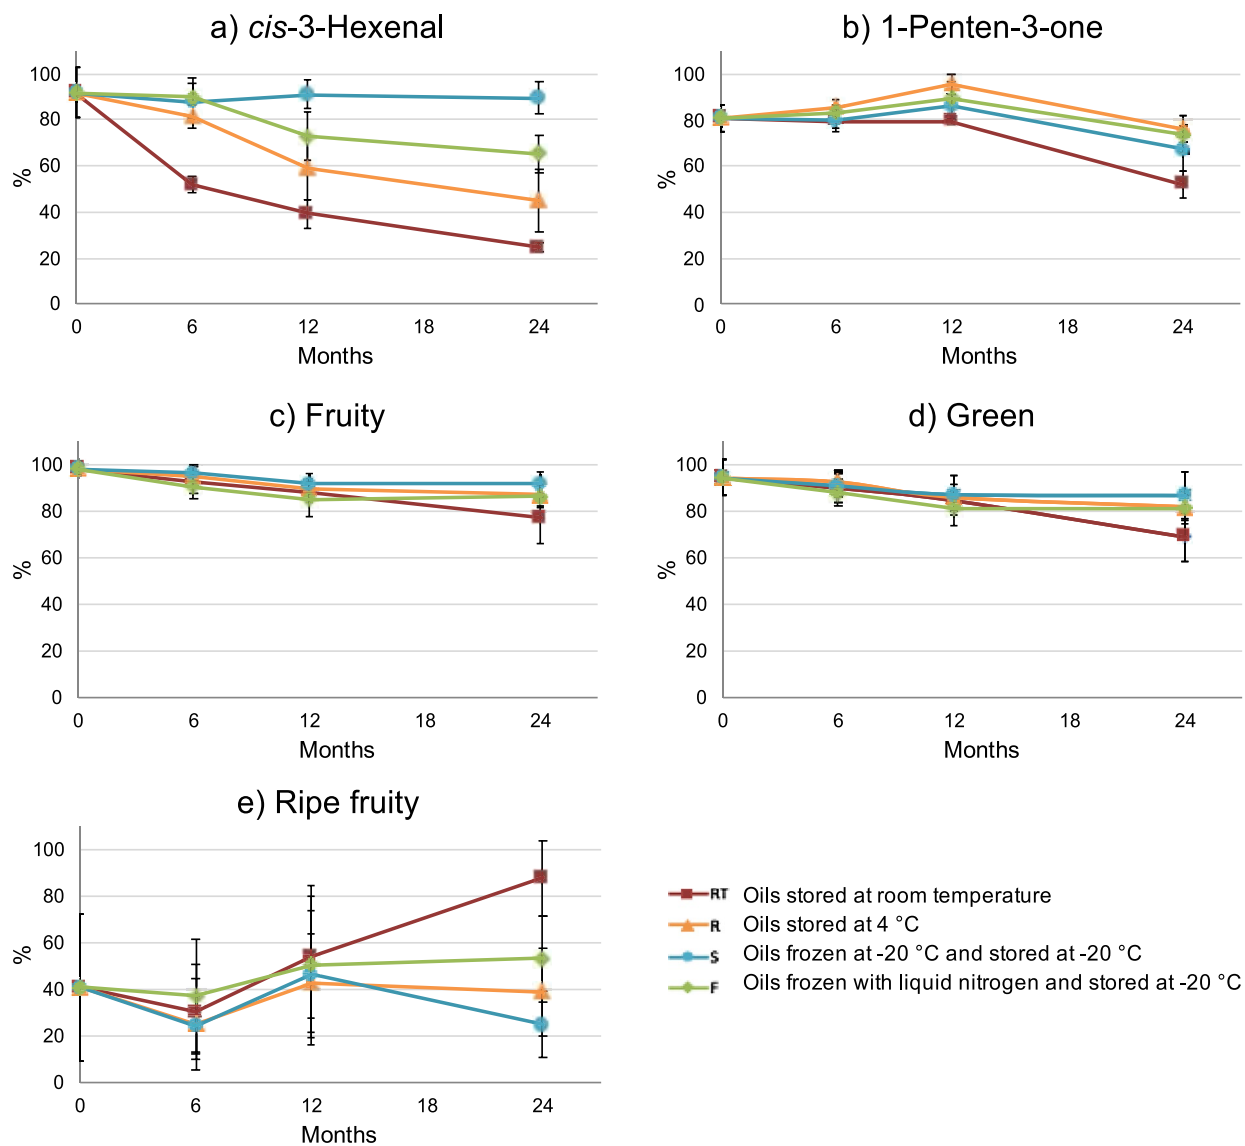 a) cis-3-Hexenal
100
80
60
40
20
0
%
0 6 12 18 24
Months
b) 1-Penten-3-one
100
80
60
40
20
0
%
0 6 12 18 24
Months
c) Fruity
100
80
60
40
20
0
%
0 6 12 18 24
Months
d) Green
100
80
60
40
20
0
%
0 6 12 18 24
Months
e) Ripe fruity
100
80
60
40
20
0
%
0 6 12 18 24
Months
RT Oils stored at room temperature
R Oils stored at 4 °C
S Oils frozen at -20 °C and stored at -20 °C
F Oils frozen with liquid nitrogen and stored at -20 °C